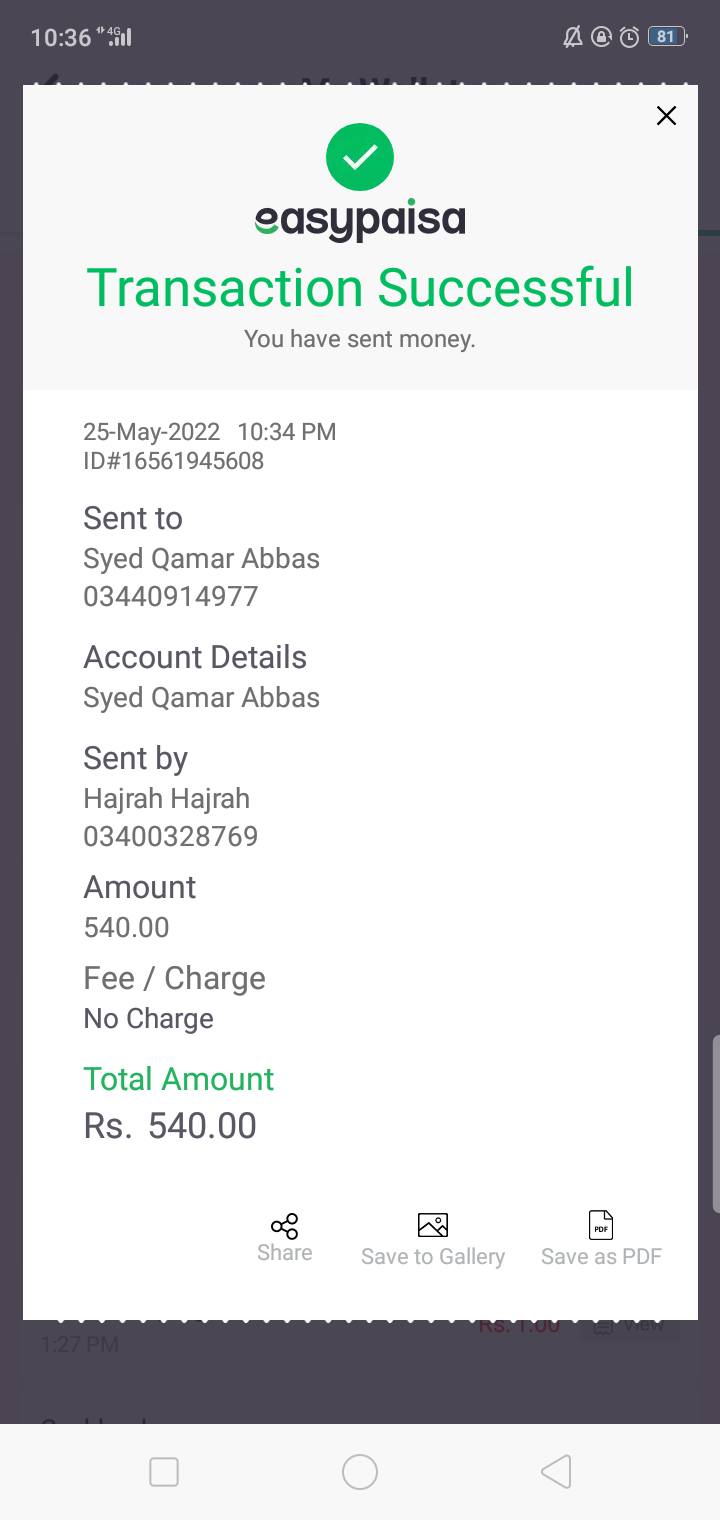 10:36 4G 81
easypaisa
Transaction Successful
You have sent money.
25-May-2022 10:34 PM
ID#16561945608
Sent to
Syed Qamar Abbas
03440914977
Account Details
Syed Qamar Abbas
Sent by
Hajrah Hajrah
03400328769
Amount
540.00
Fee / Charge
No Charge
Total Amount
Rs. 540.00
PDF
Share Save to Gallery Save as PDF
Rs. 1.00 View
1:27 PM